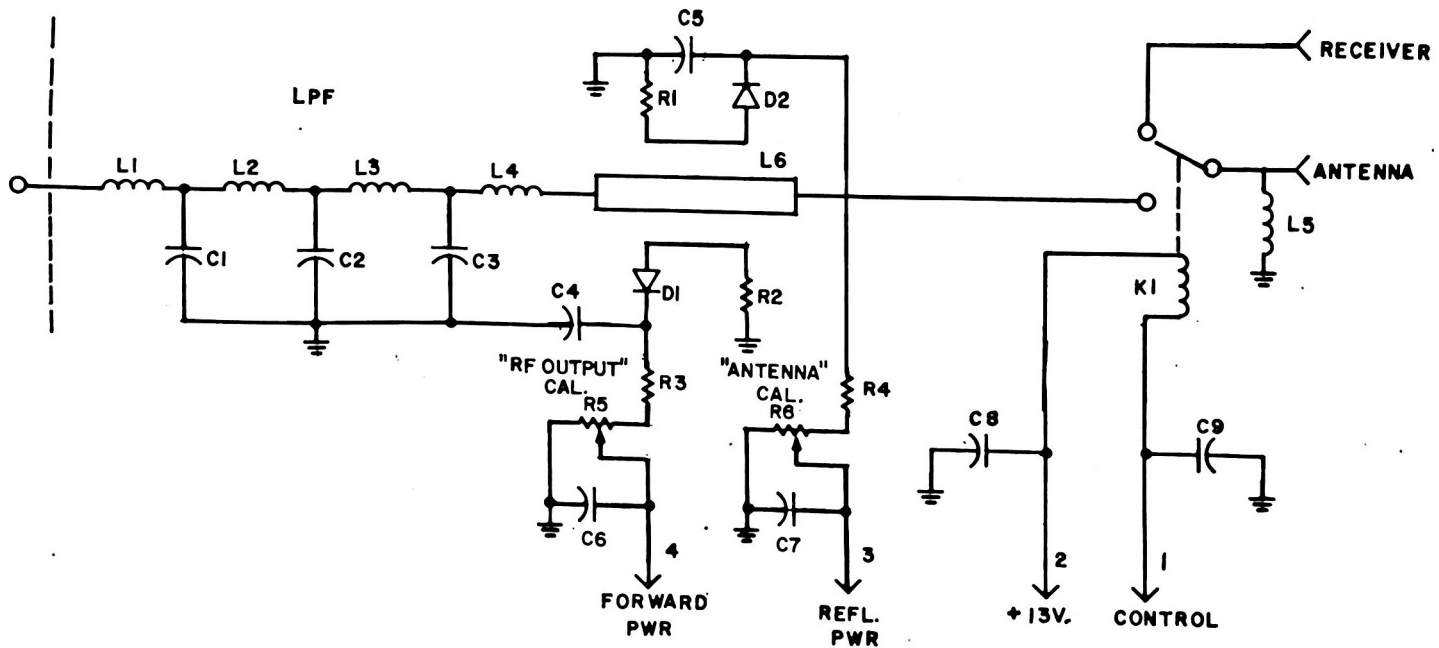 C5
RECEIVER
R1
D2
LPF
L1
L2
L3
L4
L6
ANTENNA
L5
C1
C2
C3
D1
R2
K1
C4
"RF OUTPUT"
CAL.
R3
R5
"ANTENNA"
CAL.
R6
R4
C8
C9
C6
C7
4
3
2
1
FORWARD
PWR
REFL.
PWR
+13V.
CONTROL